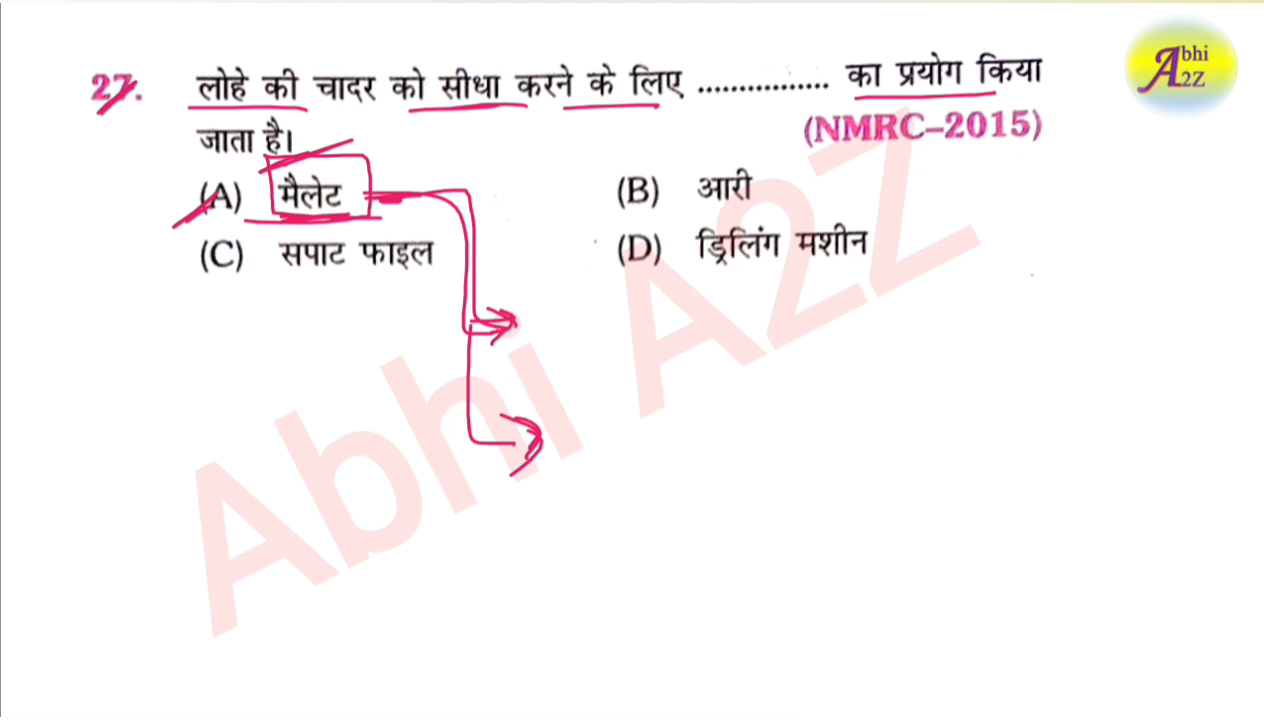 27. लोहे की चादर को सीधा करने के लिए ................ का प्रयोग किया
जाता है।
(NMRC–2015)
(A) मैलेट
(B) आरी
(C) सपाट फाइल
(D) ड्रिलिंग मशीन
Abhi A2Z
Abhi
A2Z